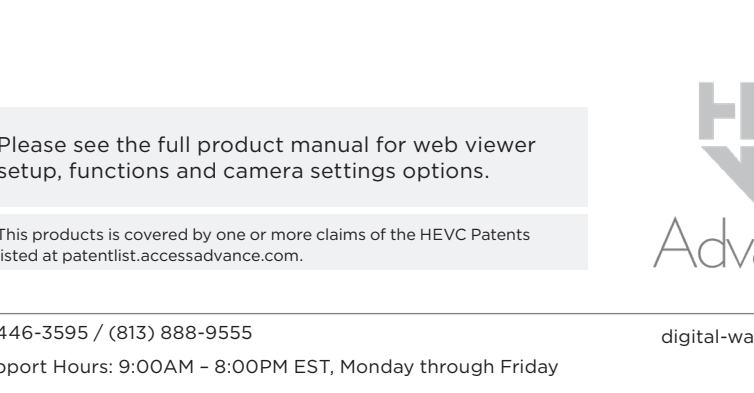 Please see the full product manual for web viewer
setup, functions and camera settings options.
This products is covered by one or more claims of the HEVC Patents
listed at patentlist.accessadvance.com.
446-3595 / (813) 888-9555
digital-wa
pport Hours: 9:00AM – 8:00PM EST, Monday through Friday